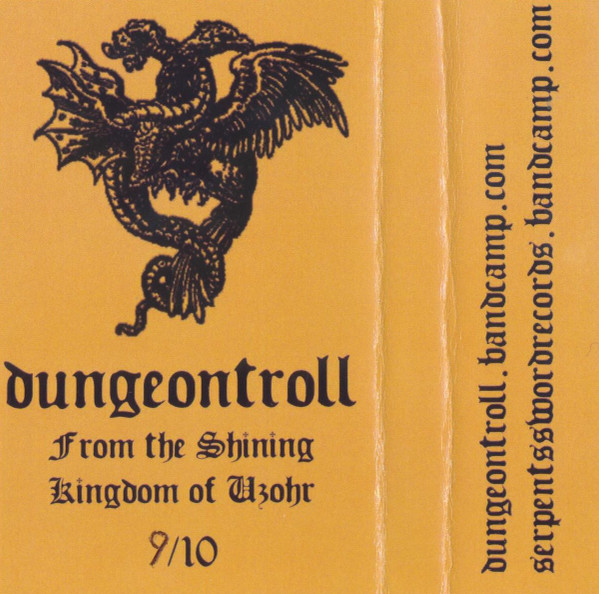 dungeontroll
From the Shining
Kingdom of Uzohr
9/10
dungeontroll.bandcamp.com
serpentsswordrecords.bandcamp.com